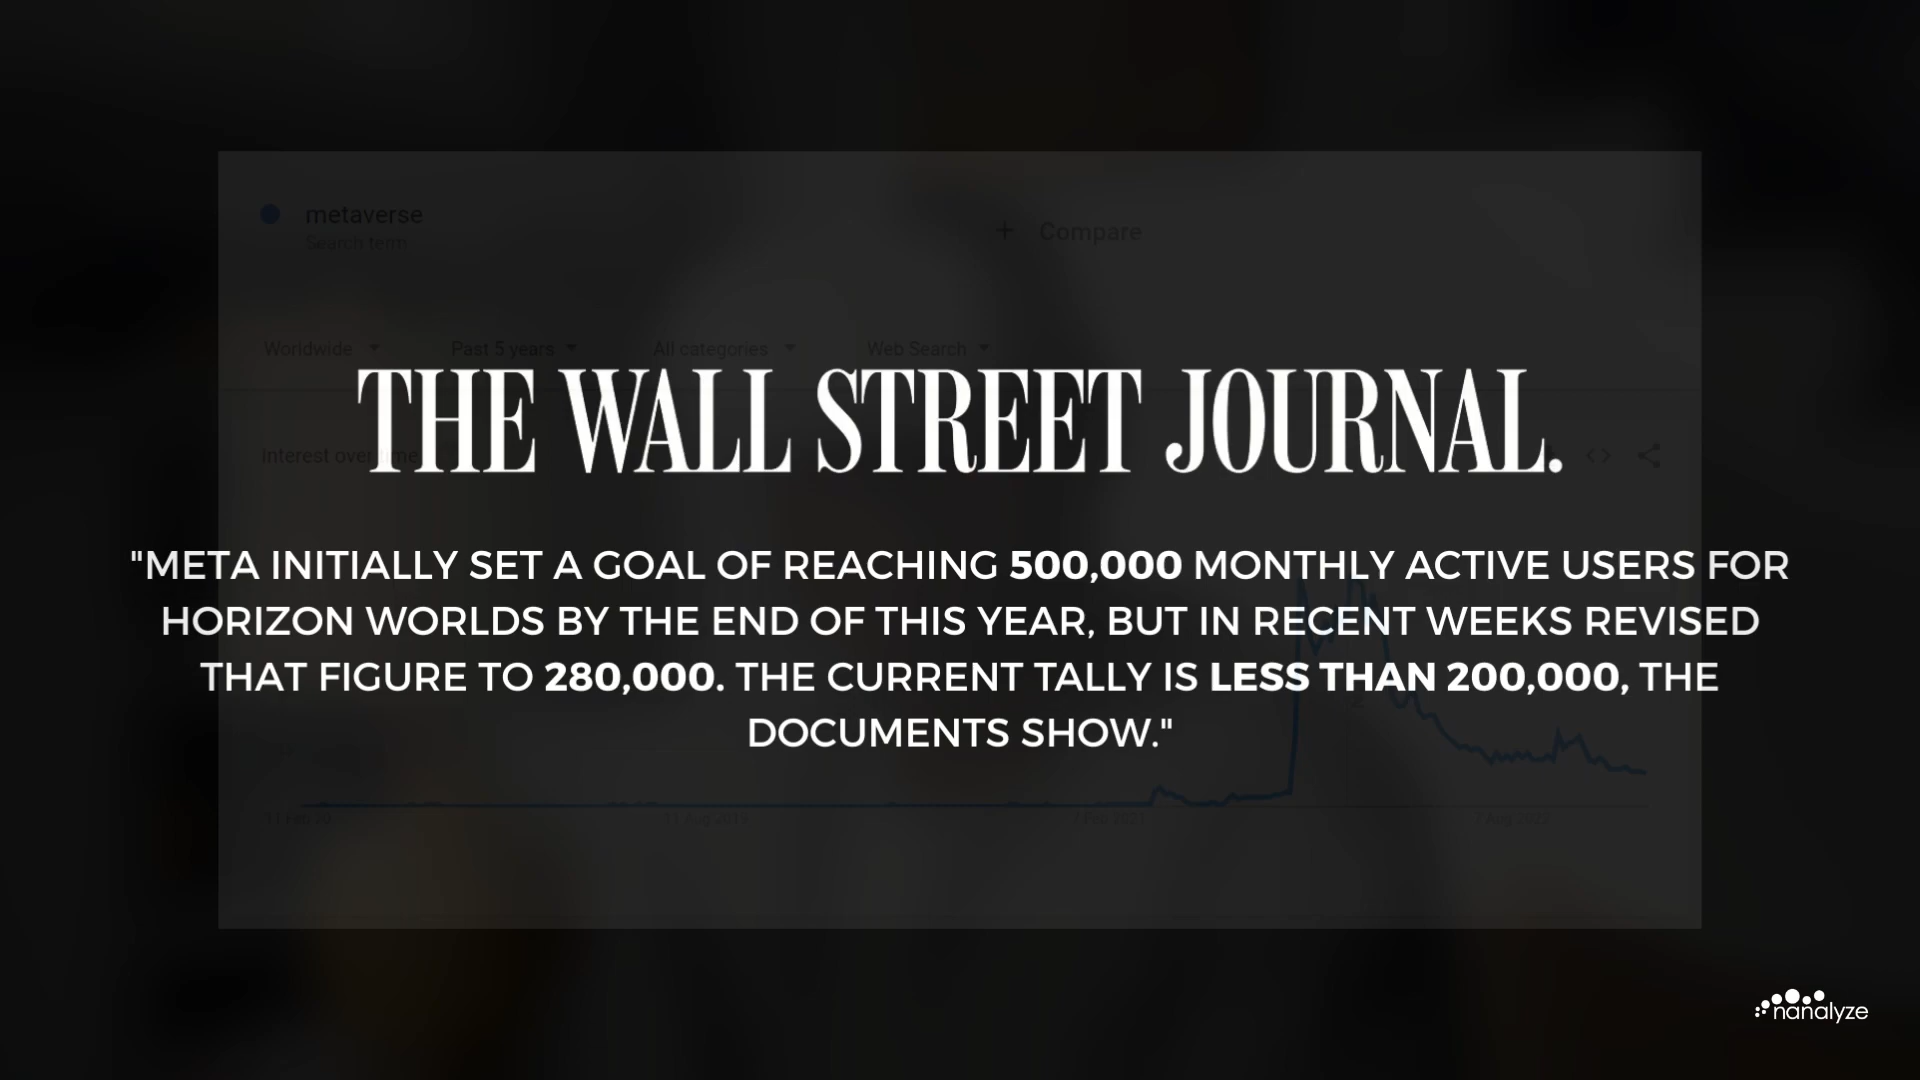 metaverse
Search term
+ Compare
Worldwide Past 5 years All categories Web Search
THE WALL STREET JOURNAL.
Interest over time
"META INITIALLY SET A GOAL OF REACHING 500,000 MONTHLY ACTIVE USERS FOR
HORIZON WORLDS BY THE END OF THIS YEAR, BUT IN RECENT WEEKS REVISED
THAT FIGURE TO 280,000. THE CURRENT TALLY IS LESS THAN 200,000, THE
DOCUMENTS SHOW."
nanalyze